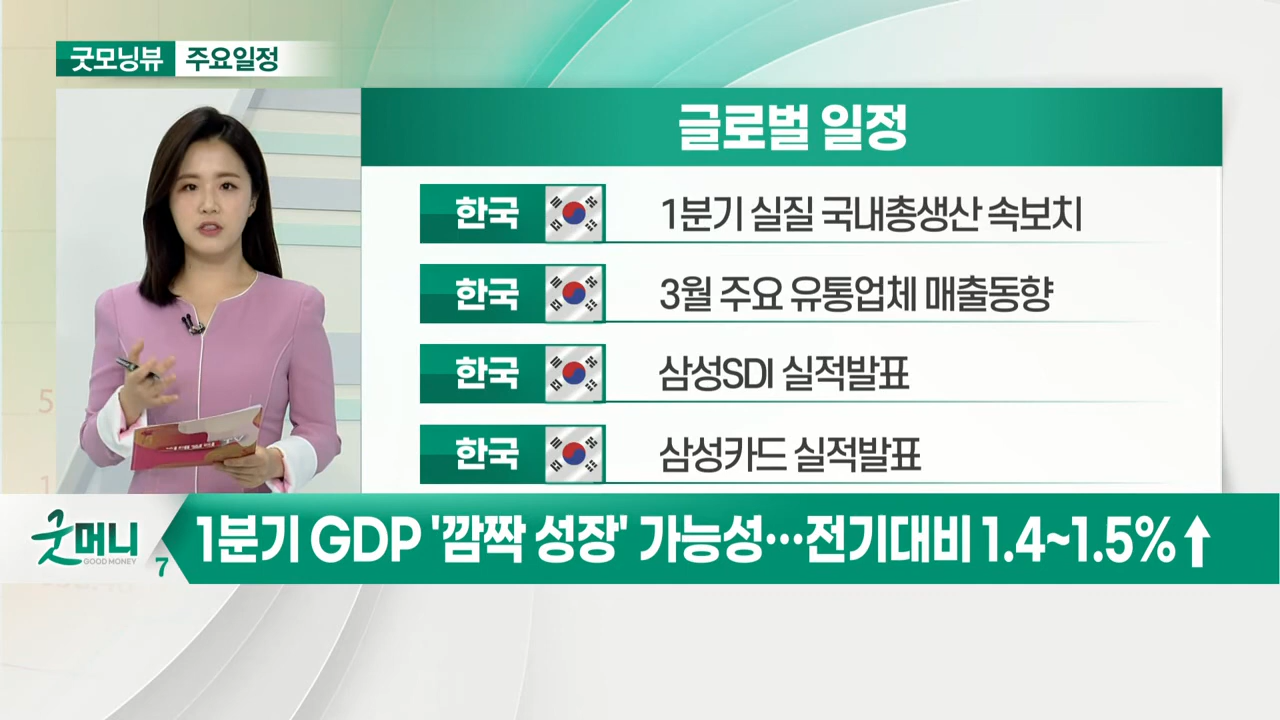 굿모닝뷰 주요일정
글로벌 일정
한국 1분기 실질 국내총생산 속보치
한국 3월 주요 유통업체 매출동향
한국 삼성SDI 실적발표
한국 삼성카드 실적발표
굿머니
GOOD MONEY
7
1분기 GDP '깜짝 성장' 가능성…전기대비 1.4~1.5%↑